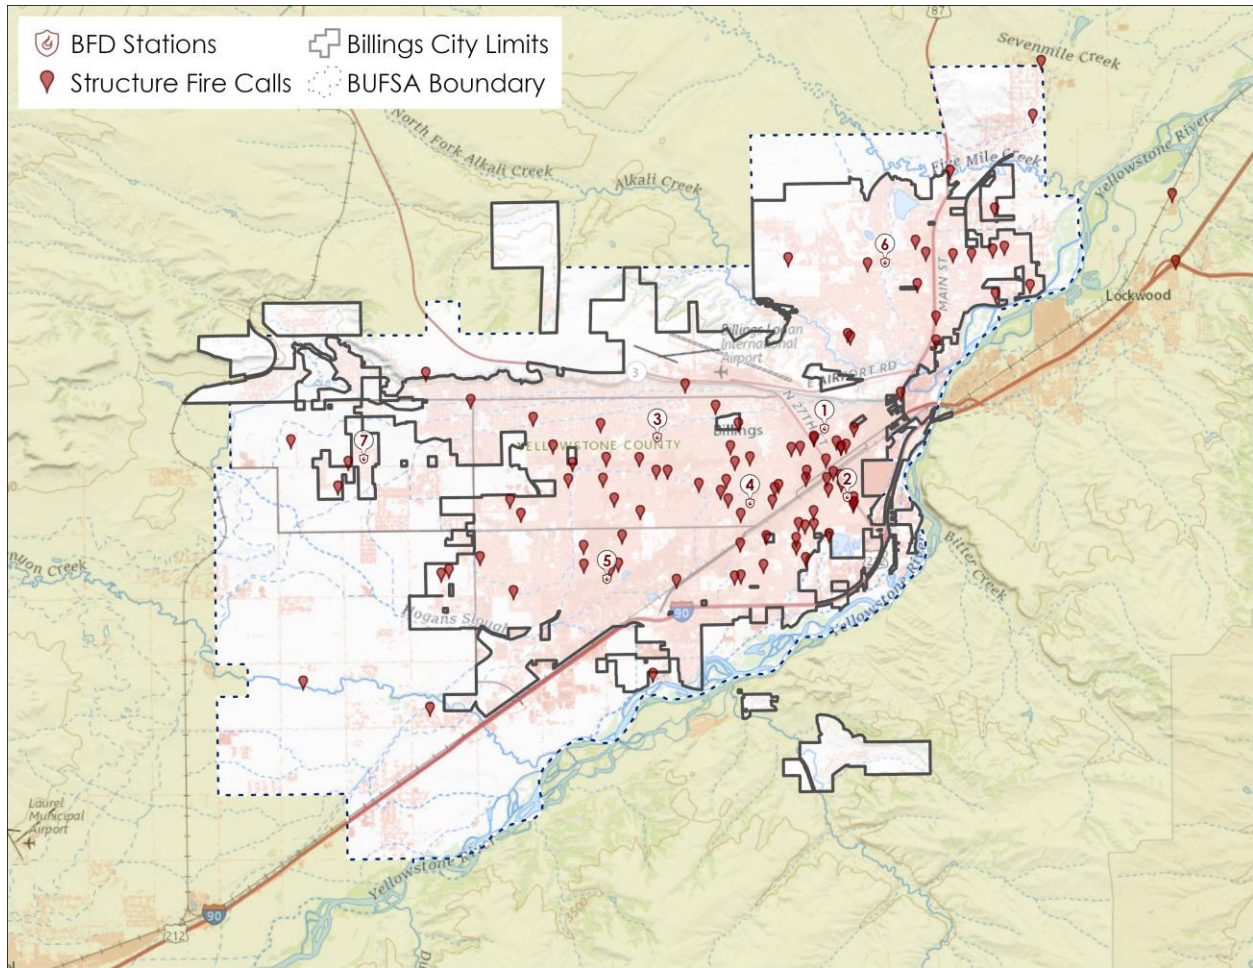 BFD Stations
Billings City Limits
Structure Fire Calls
BUFSA Boundary
87
Sevenmile Creek
North Fork Alkali Creek
Alkali Creek
Five Mile Creek
Yellowstone River
6
MAIN ST
Lockwood
Billings Logan
International
Airport
3
E AIRPORT RD
N 27TH
1
3
Billings
YELLOWSTONE COUNTY
7
4
2
5
Bitter Creek
Hogans Slough
90
Yellowstone River
Laurel
Municipal
Airport
Yellowstone River
3500
90
212